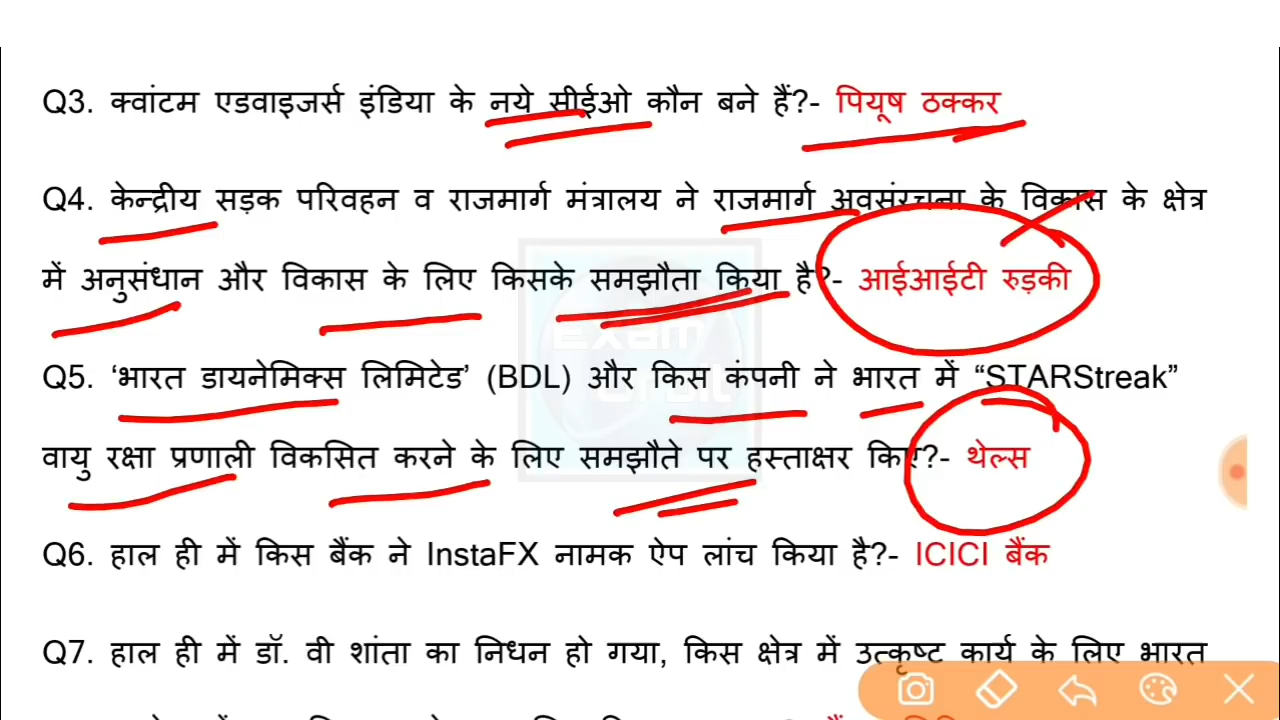 Q3. क्वांटम एडवाइजर्स इंडिया के नये सीईओ कौन बने हैं?- पियूष ठक्कर
Q4. केन्द्रीय सड़क परिवहन व राजमार्ग मंत्रालय ने राजमार्ग अवसंरचना के विकास के क्षेत्र
में अनुसंधान और विकास के लिए किसके समझौता किया है?- आईआईटी रुड़की
Exam
Orbit
Q5. ‘भारत डायनेमिक्स लिमिटेड’ (BDL) और किस कंपनी ने भारत में “STARStreak”
वायु रक्षा प्रणाली विकसित करने के लिए समझौते पर हस्ताक्षर किए?- थेल्स
Q6. हाल ही में किस बैंक ने InstaFX नामक ऐप लांच किया है?- ICICI बैंक
Q7. हाल ही में डॉ. वी शांता का निधन हो गया, किस क्षेत्र में उत्कृष्ट कार्य के लिए भारत